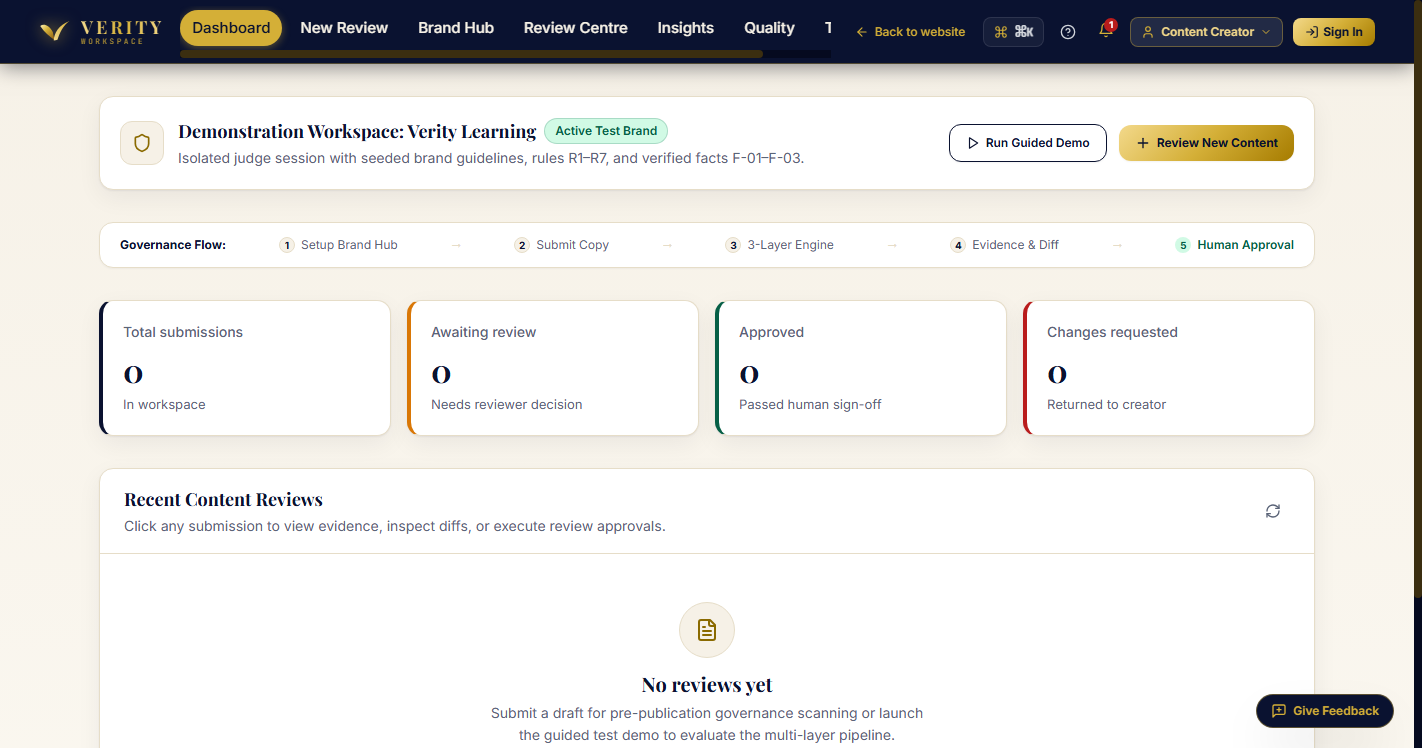 VERITY
WORKSPACE
Dashboard
New Review
Brand Hub
Review Centre
Insights
Quality
Back to website
⌘ ⌘K
1
Content Creator
Sign In
Demonstration Workspace: Verity Learning
Active Test Brand
Isolated judge session with seeded brand guidelines, rules R1–R7, and verified facts F-01–F-03.
Run Guided Demo
Review New Content
Governance Flow:
1 Setup Brand Hub →
2 Submit Copy →
3 3-Layer Engine →
4 Evidence & Diff →
5 Human Approval
Total submissions
0
In workspace
Awaiting review
0
Needs reviewer decision
Approved
0
Passed human sign-off
Changes requested
0
Returned to creator
Recent Content Reviews
Click any submission to view evidence, inspect diffs, or execute review approvals.
No reviews yet
Submit a draft for pre-publication governance scanning or launch
the guided test demo to evaluate the multi-layer pipeline.
Give Feedback